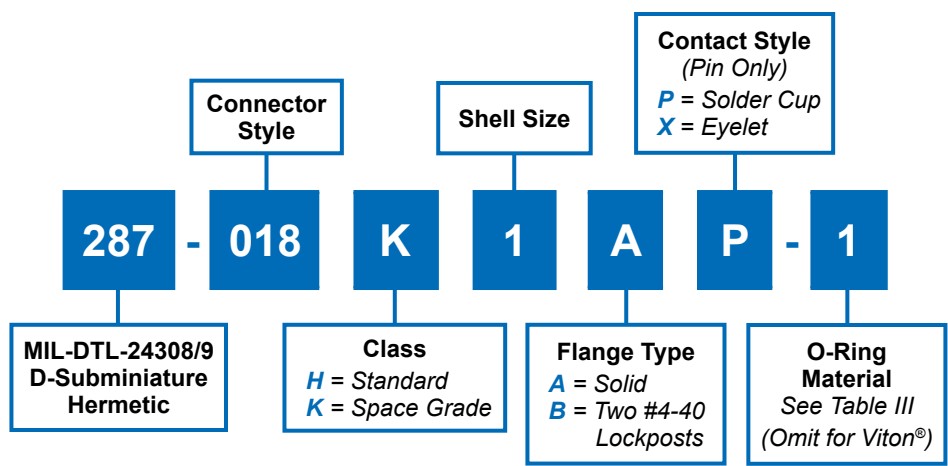 Contact Style
(Pin Only)
P = Solder Cup
X = Eyelet
Connector
Style
Shell Size
287 - 018 K 1 A P - 1
MIL-DTL-24308/9
D-Subminiature
Hermetic
Class
H = Standard
K = Space Grade
Flange Type
A = Solid
B = Two #4-40
Lockposts
O-Ring
Material
See Table III
(Omit for Viton®)